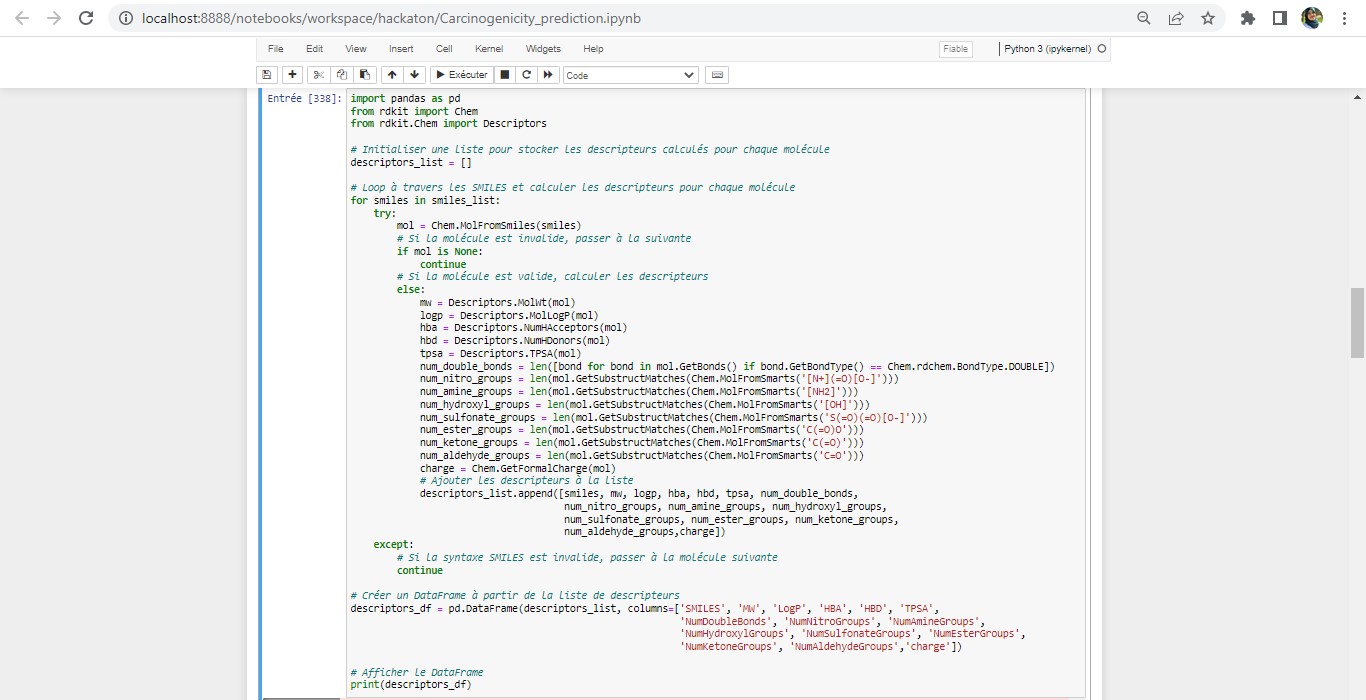 localhost:8888/notebooks/workspace/hackaton/Carcinogenicity_prediction.ipynb
File Edit View Insert Cell Kernel Widgets Help Fiable Python 3 (ipykernel)
Exécuter Code
Entrée [338]: import pandas as pd
from rdkit import Chem
from rdkit.Chem import Descriptors

# Initialiser une liste pour stocker les descripteurs calculés pour chaque molécule
descriptors_list = []

# Loop à travers les SMILES et calculer les descripteurs pour chaque molécule
for smiles in smiles_list:
    try:
        mol = Chem.MolFromSmiles(smiles)
        # Si la molécule est invalide, passer à la suivante
        if mol is None:
            continue
        # Si la molécule est valide, calculer les descripteurs
        else:
            mw = Descriptors.MolWt(mol)
            logp = Descriptors.MolLogP(mol)
            hba = Descriptors.NumHAcceptors(mol)
            hbd = Descriptors.NumHDonors(mol)
            tpsa = Descriptors.TPSA(mol)
            num_double_bonds = len([bond for bond in mol.GetBonds() if bond.GetBondType() == Chem.rdchem.BondType.DOUBLE])
            num_nitro_groups = len(mol.GetSubstructMatches(Chem.MolFromSmarts('[N+](=O)[O-]')))
            num_amine_groups = len(mol.GetSubstructMatches(Chem.MolFromSmarts('[NH2]')))
            num_hydroxyl_groups = len(mol.GetSubstructMatches(Chem.MolFromSmarts('[OH]')))
            num_sulfonate_groups = len(mol.GetSubstructMatches(Chem.MolFromSmarts('S(=O)(=O)[O-]')))
            num_ester_groups = len(mol.GetSubstructMatches(Chem.MolFromSmarts('C(=O)O')))
            num_ketone_groups = len(mol.GetSubstructMatches(Chem.MolFromSmarts('C(=O)')))
            num_aldehyde_groups = len(mol.GetSubstructMatches(Chem.MolFromSmarts('C=O')))
            charge = Chem.GetFormalCharge(mol)
            # Ajouter les descripteurs à la liste
            descriptors_list.append([smiles, mw, logp, hba, hbd, tpsa, num_double_bonds,
                                     num_nitro_groups, num_amine_groups, num_hydroxyl_groups,
                                     num_sulfonate_groups, num_ester_groups, num_ketone_groups,
                                     num_aldehyde_groups,charge])
    except:
        # Si la syntaxe SMILES est invalide, passer à la molécule suivante
        continue

# Créer un DataFrame à partir de la liste de descripteurs
descriptors_df = pd.DataFrame(descriptors_list, columns=['SMILES', 'MW', 'LogP', 'HBA', 'HBD', 'TPSA',
                                                         'NumDoubleBonds', 'NumNitroGroups', 'NumAmineGroups',
                                                         'NumHydroxylGroups', 'NumSulfonateGroups', 'NumEsterGroups',
                                                         'NumKetoneGroups', 'NumAldehydeGroups','charge'])

# Afficher le DataFrame
print(descriptors_df)